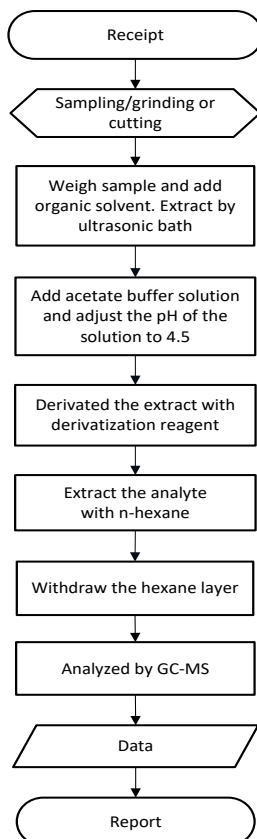 Receipt
Sampling/grinding or
cutting
Weigh sample and add
organic solvent. Extract by
ultrasonic bath
Add acetate buffer solution
and adjust the pH of the
solution to 4.5
Derivated the extract with
derivatization reagent
Extract the analyte
with n-hexane
Withdraw the hexane layer
Analyzed by GC-MS
Data
Report